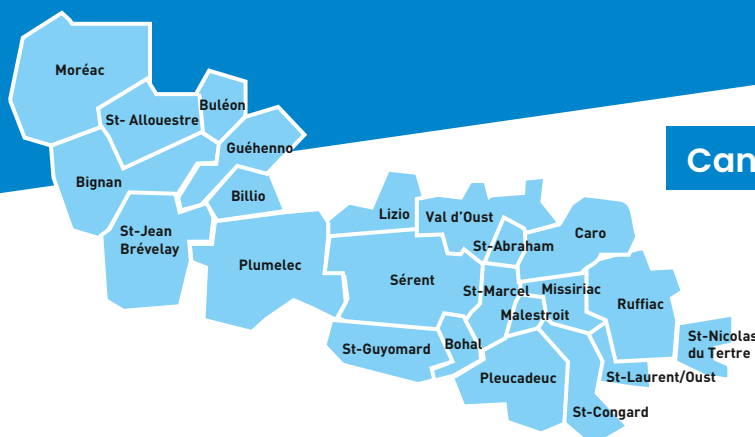 Moréac
St- Allouestre
Buléon
Guéhenno
Bignan
Billio
St-Jean
Brévelay
Plumelec
Lizio
Val d'Oust
St-Abraham
Caro
Sérent
St-Marcel
Missiriac
Malestroit
Ruffiac
St-Guyomard
Bohal
Pleucadeuc
St-Nicolas
du Tertre
St-Laurent/Oust
St-Congard
Can